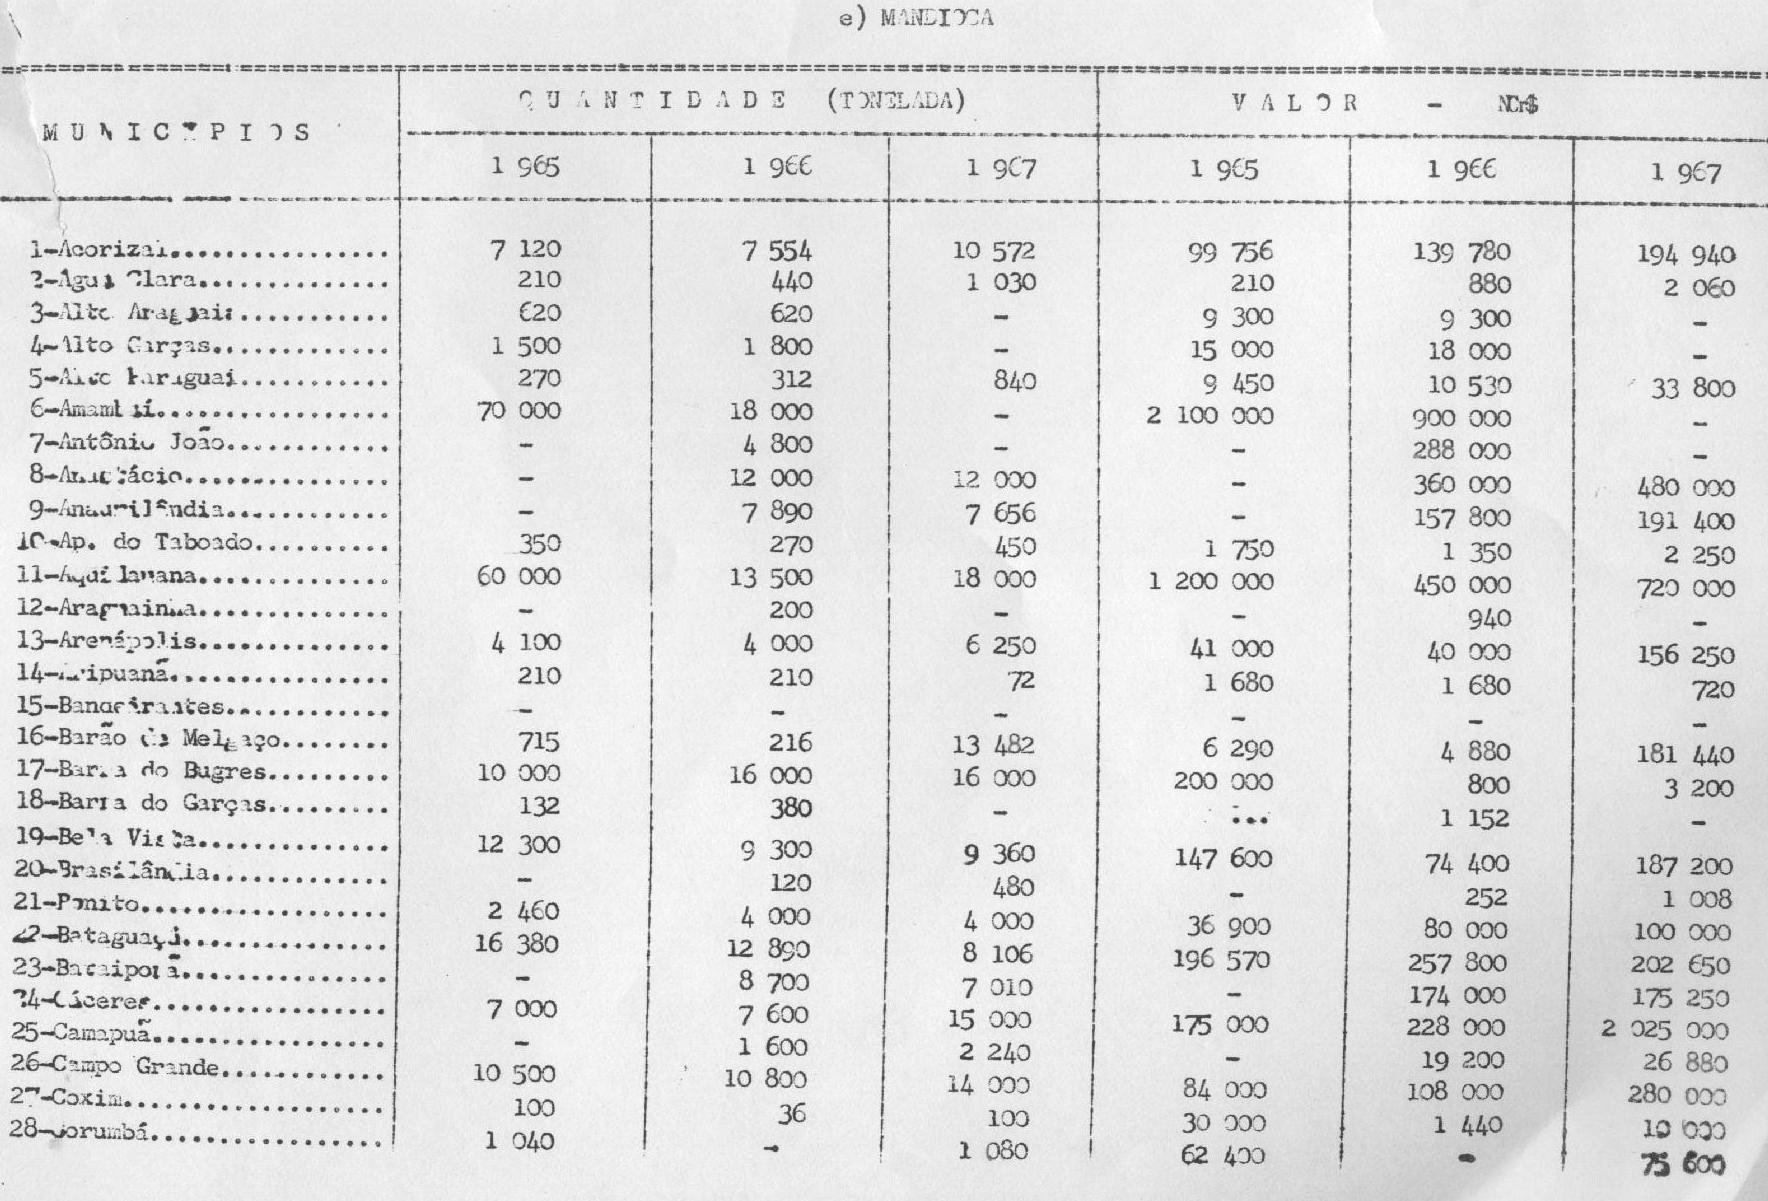 e) MANDIOCA
MUNICÍPIOS QUANTIDADE (TONELADA) VALOR - NCr$
1 965 1 966 1 967 1 965 1 966 1 967
1-Acorizal................ 7 120 7 554 10 572 99 756 139 780 194 940
2-Água Clara.............. 210 440 1 030 210 880 2 060
3-Alto Araguaia........... 620 620 - 9 300 9 300 -
4-Alto Garças............. 1 500 1 800 - 15 000 18 000 -
5-Alto Paraguai........... 270 312 840 9 450 10 530 33 800
6-Amambaí................. 70 000 18 000 - 2 100 000 900 000 -
7-Antônio João............ - 4 800 - - 288 000 -
8-Anastácio............... - 12 000 12 000 - 360 000 480 000
9-Anaurilândia............ - 7 890 7 656 - 157 800 191 400
10-Ap. do Taboado.......... 350 270 450 1 750 1 350 2 250
11-Aquidauana.............. 60 000 13 500 18 000 1 200 000 450 000 720 000
12-Araguainha.............. - 200 - - 940 -
13-Arenápolis.............. 4 100 4 000 6 250 41 000 40 000 156 250
14-Aripuanã................ 210 210 72 1 680 1 680 720
15-Bandeirantes............ - - - - - -
16-Barão de Melgaço........ 715 216 13 482 6 290 4 880 181 440
17-Barra do Bugres......... 10 000 16 000 16 000 200 000 800 3 200
18-Barra do Garças......... 132 380 - ... 1 152 -
19-Bela Vista.............. 12 300 9 300 9 360 147 600 74 400 187 200
20-Brasilândia............. - 120 480 - 252 1 008
21-Bonito.................. 2 460 4 000 4 000 36 900 80 000 100 000
22-Bataguaçú............... 16 380 12 890 8 106 196 570 257 800 202 650
23-Bataiporã............... - 8 700 7 010 - 174 000 175 250
24-Cáceres................. 7 000 7 600 15 000 175 000 228 000 2 025 000
25-Camapuã................. - 1 600 2 240 - 19 200 26 880
26-Campo Grande............ 10 500 10 800 14 000 84 000 108 000 280 000
27-Coxim................... 100 36 100 30 000 1 440 10 000
28-Corumbá................. 1 040 - 1 080 62 400 - 75 600